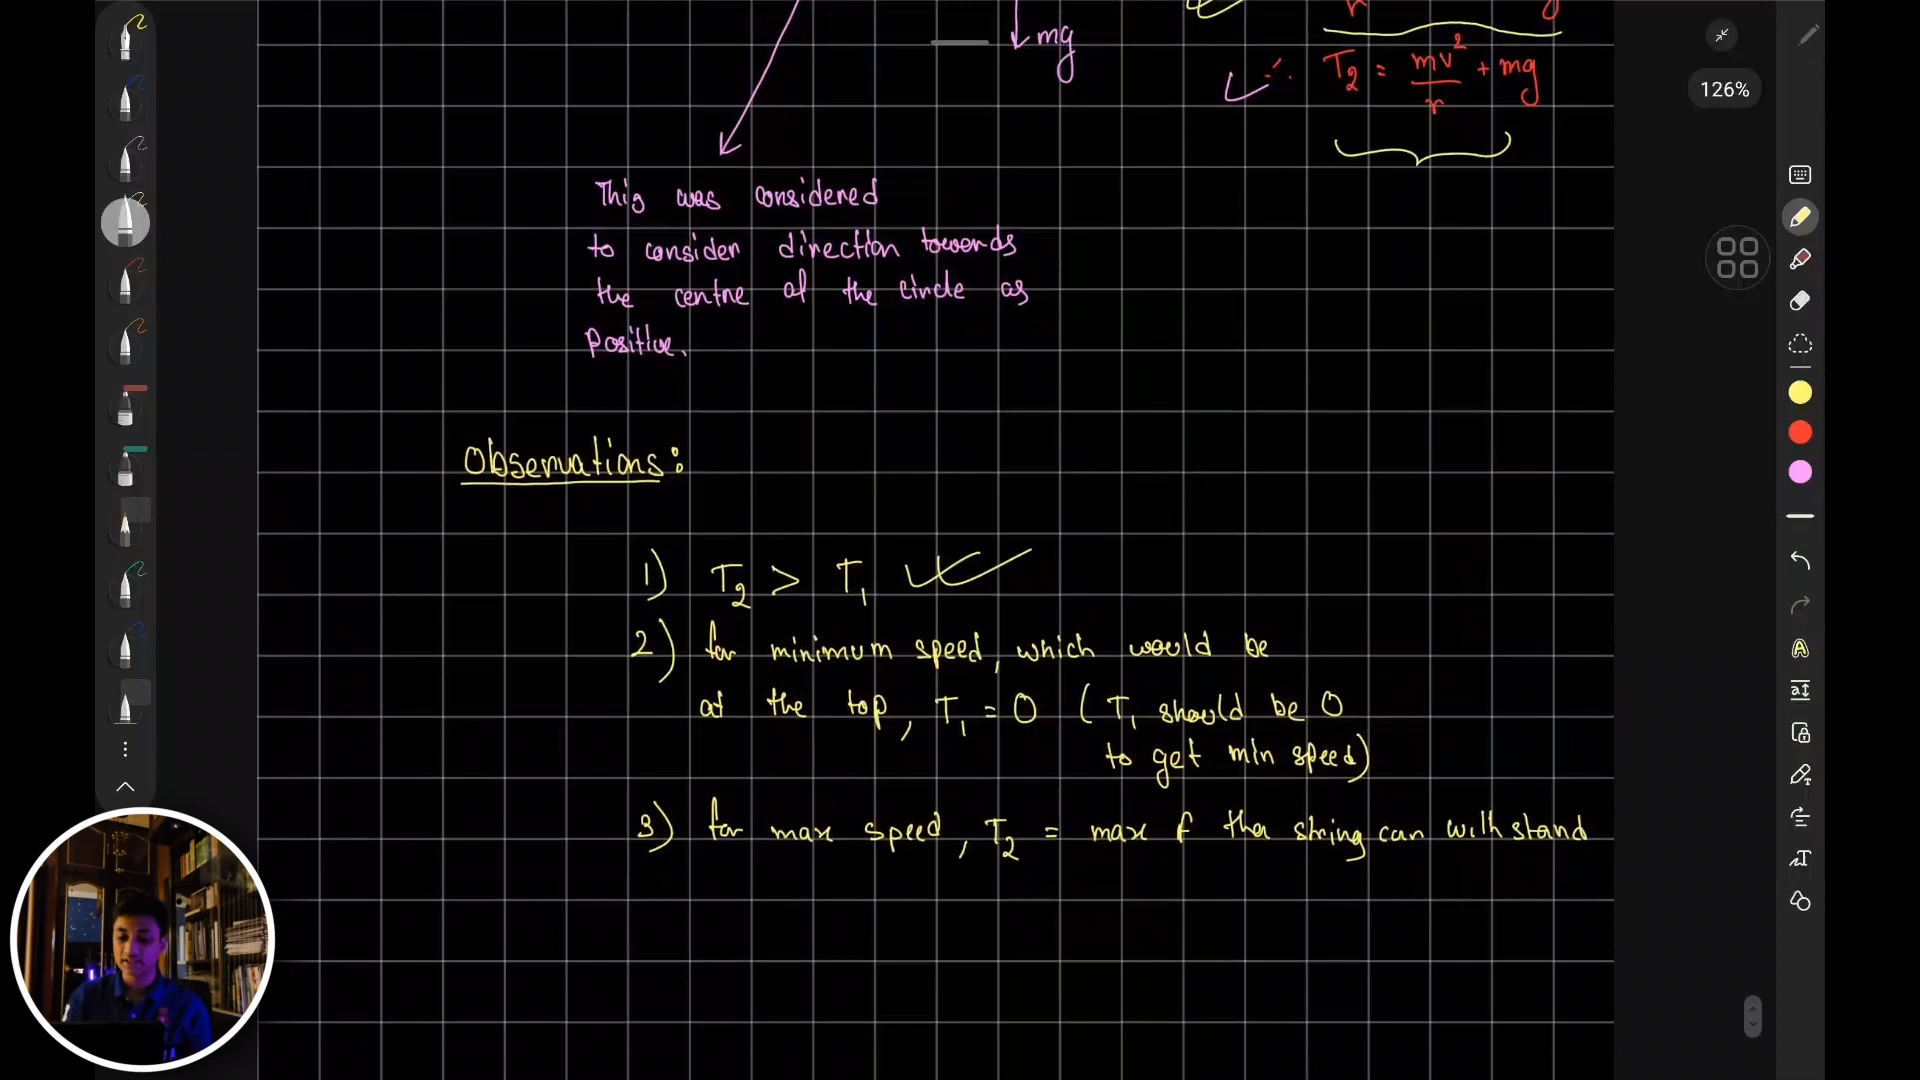 mg
T₂ = mv²/r + mg
126%
This was considered
to consider direction towards
the centre of the circle as
positive.
Observations:
1) T₂ > T₁
2) for minimum speed, which would be
at the top, T₁ = 0 (T₁ should be 0
to get min speed)
3) for max speed, T₂ = max F the string can withstand